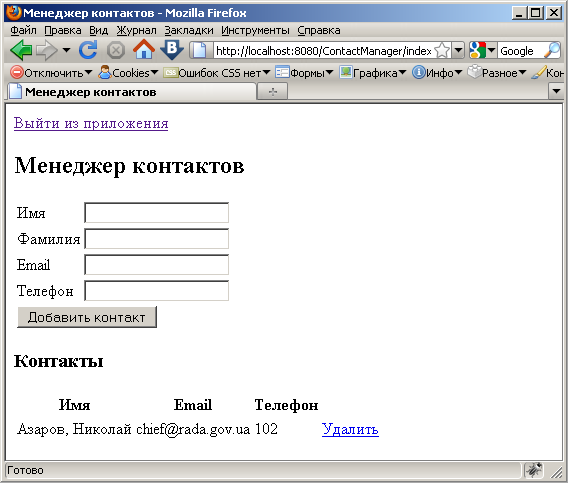 Менеджер контактов - Mozilla Firefox
Файл Правка Вид Журнал Закладки Инструменты Справка
http://localhost:8080/ContactManager/index Google
Отключить Cookies Ошибок CSS нет Формы Графика Инфо Разное Кон
Менеджер контактов
Выйти из приложения
Менеджер контактов
Имя
Фамилия
Email
Телефон
Добавить контакт
Контакты
Имя Email Телефон
Азаров, Николай chief@rada.gov.ua 102 Удалить
Готово